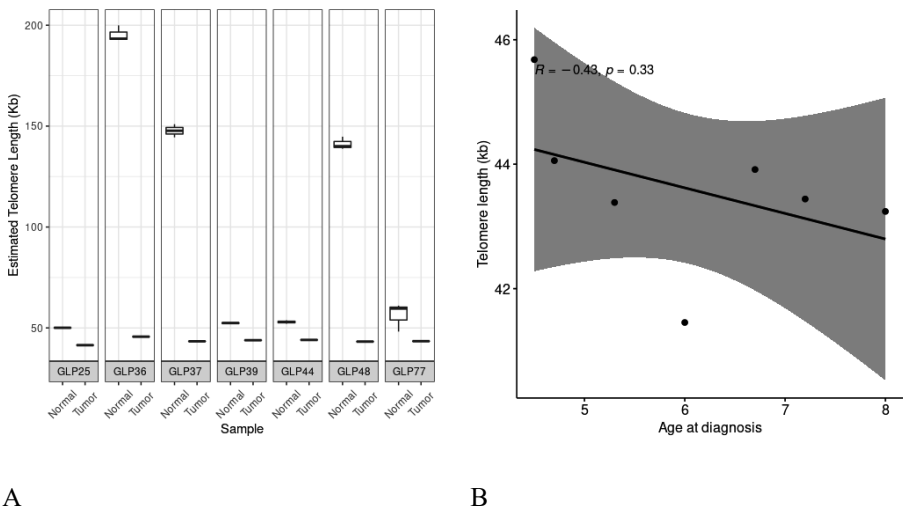 Estimated Telomere Length (Kb)
200
150
100
50
GLP25 GLP36 GLP37 GLP39 GLP44 GLP48 GLP77
Normal Tumor Normal Tumor Normal Tumor Normal Tumor Normal Tumor Normal Tumor Normal Tumor
Sample
A
Telomere length (kb)
46
44
42
R = −0.43, p = 0.33
5 6 7 8
Age at diagnosis
B